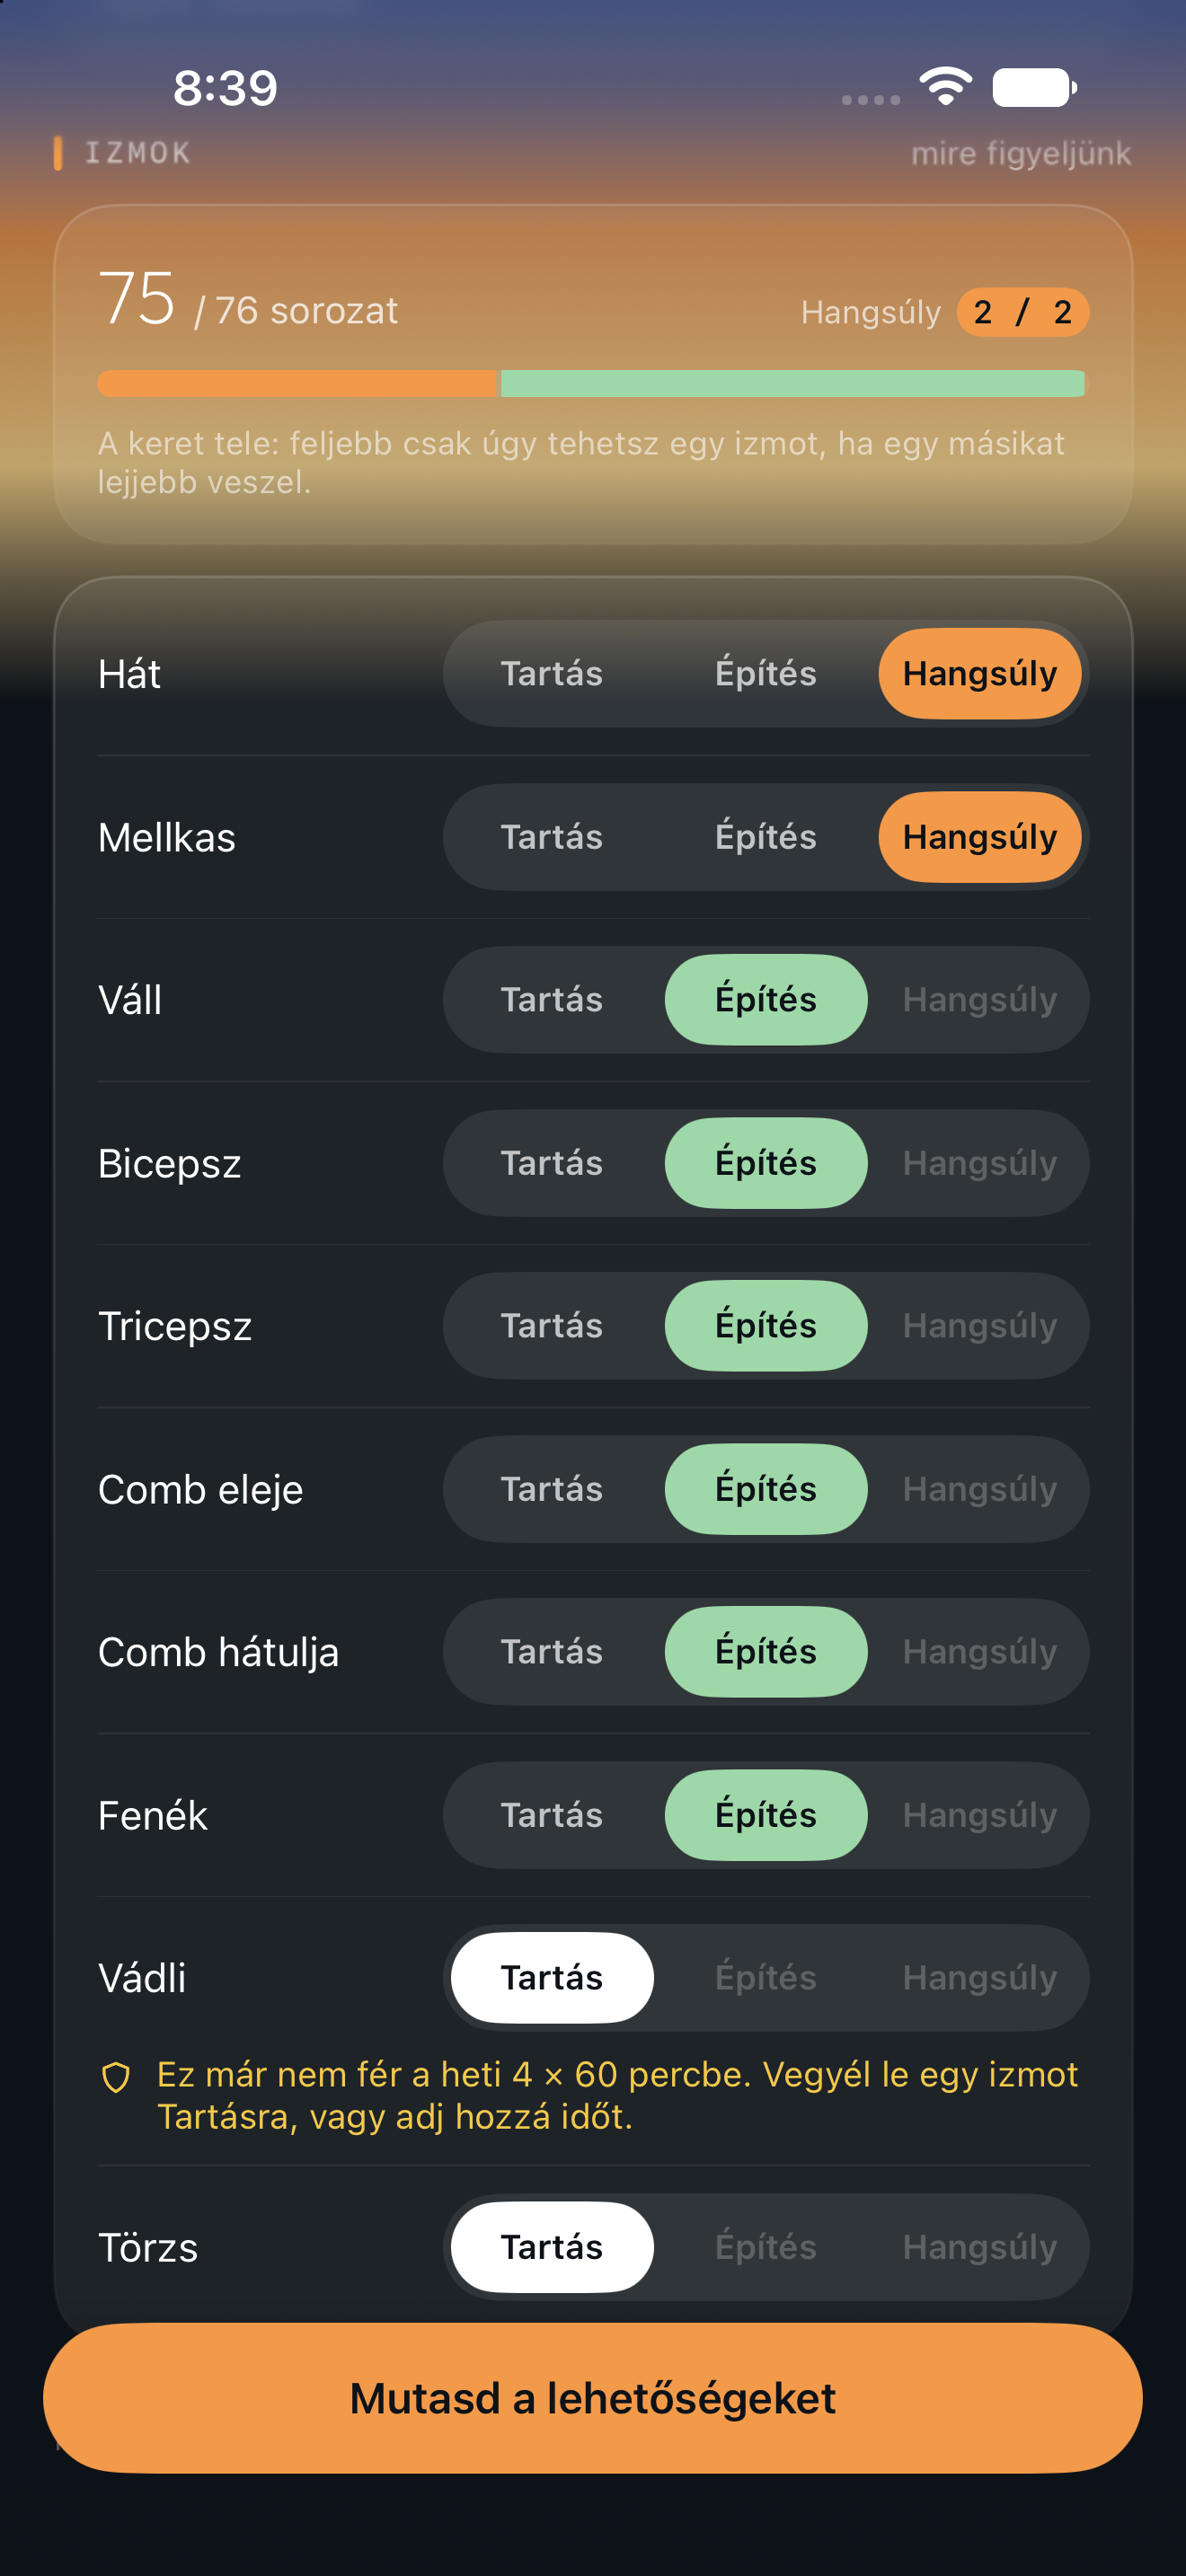 8:39
IZMOK
mire figyeljünk
75 / 76 sorozat
Hangsúly 2 / 2
A keret tele: feljebb csak úgy tehetsz egy izmot, ha egy másikat
lejjebb veszel.
Hát Tartás Építés Hangsúly
Mellkas Tartás Építés Hangsúly
Váll Tartás Építés Hangsúly
Bicepsz Tartás Építés Hangsúly
Tricepsz Tartás Építés Hangsúly
Comb eleje Tartás Építés Hangsúly
Comb hátulja Tartás Építés Hangsúly
Fenék Tartás Építés Hangsúly
Vádli Tartás Építés Hangsúly
Ez már nem fér a heti 4 × 60 percbe. Vegyél le egy izmot
Tartásra, vagy adj hozzá időt.
Törzs Tartás Építés Hangsúly
Mutasd a lehetőségeket